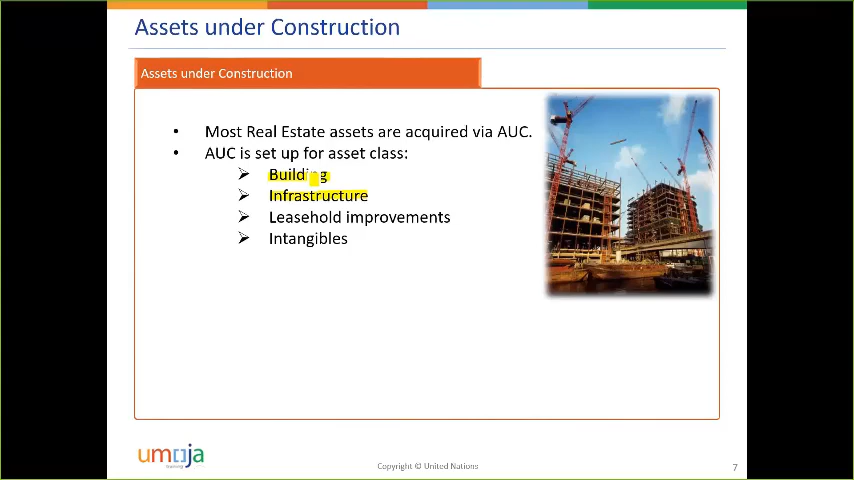 Assets under Construction
Assets under Construction
• Most Real Estate assets are acquired via AUC.
• AUC is set up for asset class:
➢ Building
➢ Infrastructure
➢ Leasehold improvements
➢ Intangibles
umoja
Copyright © United Nations
7